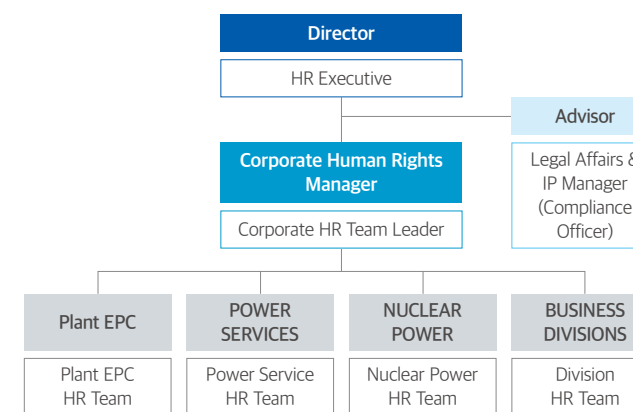 Director
HR Executive
Advisor
Legal Affairs &
IP Manager
(Compliance
Officer)
Corporate Human Rights
Manager
Corporate HR Team Leader
Plant EPC
POWER
SERVICES
NUCLEAR
POWER
BUSINESS
DIVISIONS
Plant EPC
HR Team
Power Service
HR Team
Nuclear Power
HR Team
Division
HR Team